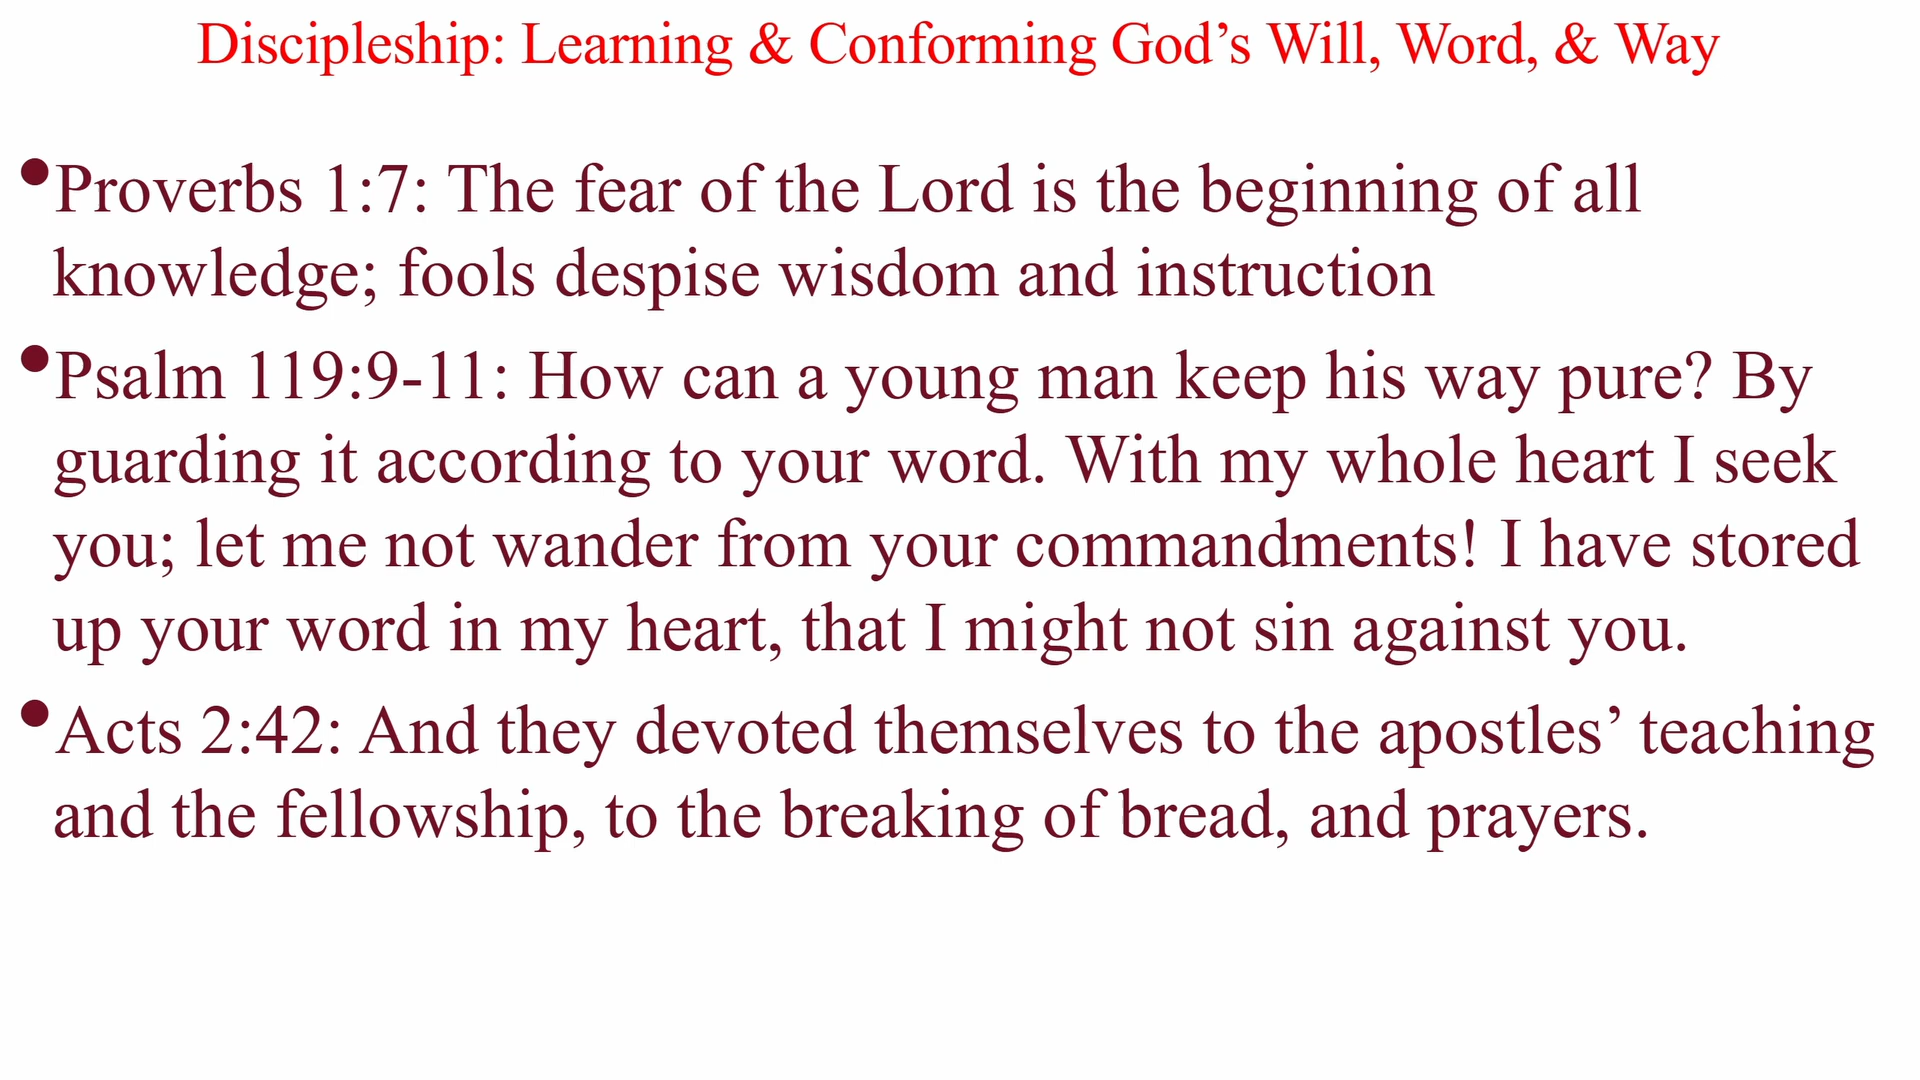 Discipleship: Learning & Conforming God’s Will, Word, & Way
•Proverbs 1:7: The fear of the Lord is the beginning of all
knowledge; fools despise wisdom and instruction
•Psalm 119:9-11: How can a young man keep his way pure? By
guarding it according to your word. With my whole heart I seek
you; let me not wander from your commandments! I have stored
up your word in my heart, that I might not sin against you.
•Acts 2:42: And they devoted themselves to the apostles’ teaching
and the fellowship, to the breaking of bread, and prayers.